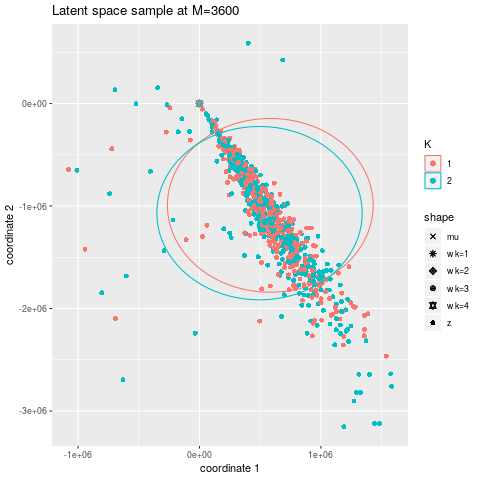 Latent space sample at M=3600
0e+00
-1e+06
-2e+06
-3e+06
coordinate 2
-1e+06
0e+00
1e+06
coordinate 1
K
1
2
shape
mu
wk=1
wk=2
wk=3
wk=4
z